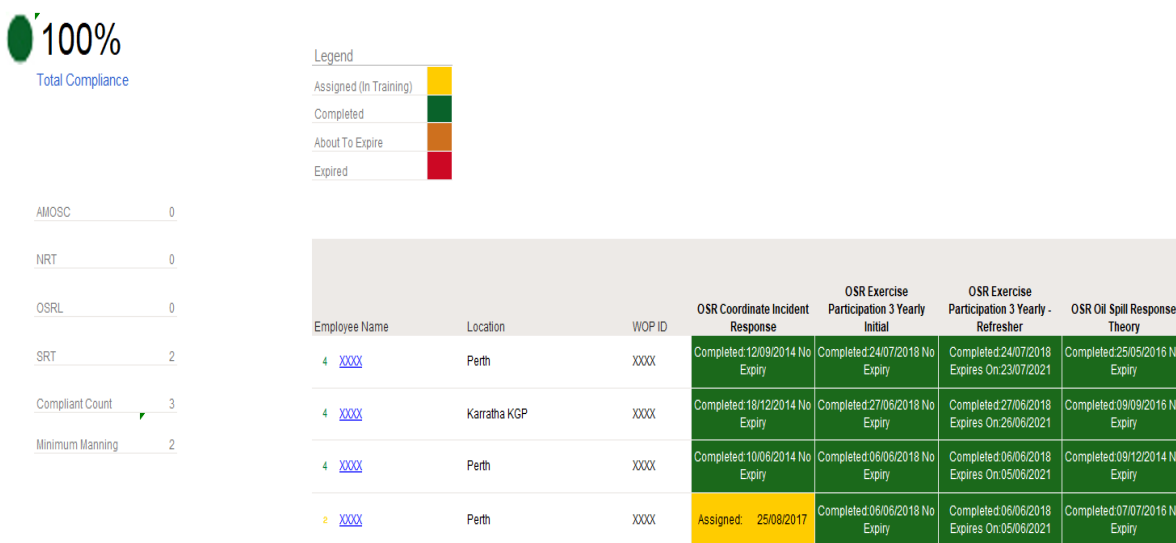 100%
Total Compliance
Legend
Assigned (In Training)
Completed
About To Expire
Expired
AMOSC 0
NRT 0
OSRL 0
SRT 2
Compliant Count 3
Minimum Manning 2
Employee Name Location WOP ID OSR Coordinate Incident Response OSR Exercise Participation 3 Yearly Initial OSR Exercise Participation 3 Yearly - Refresher OSR Oil Spill Response Theory
4 XXXX Perth XXXX Completed:12/09/2014 No Expiry Completed:24/07/2018 No Expiry Completed:24/07/2018 Expires On:23/07/2021 Completed:25/05/2016 N Expiry
4 XXXX Karratha KGP XXXX Completed:18/12/2014 No Expiry Completed:27/06/2018 No Expiry Completed:27/06/2018 Expires On:26/06/2021 Completed:09/09/2016 N Expiry
4 XXXX Perth XXXX Completed:10/06/2014 No Expiry Completed:06/06/2018 No Expiry Completed:06/06/2018 Expires On:05/06/2021 Completed:09/12/2014 N Expiry
XXXX Perth XXXX Assigned: 25/08/2017 Completed:06/06/2018 No Expiry Completed:06/06/2018 Expires On:05/06/2021 Completed:07/07/2016 N Expiry